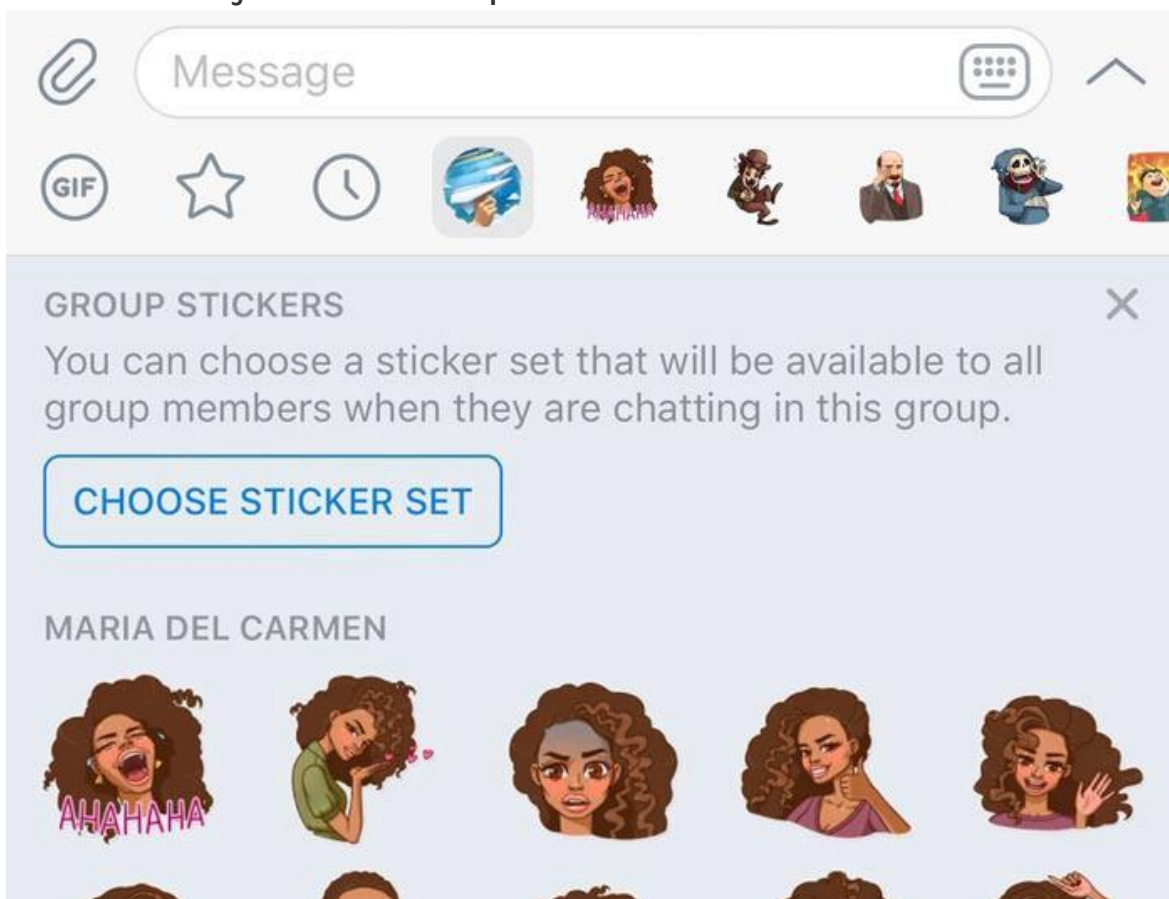 Message
GIF
AHAHAHA
GROUP STICKERS
You can choose a sticker set that will be available to all
group members when they are chatting in this group.
CHOOSE STICKER SET
MARIA DEL CARMEN
AHAHAHA